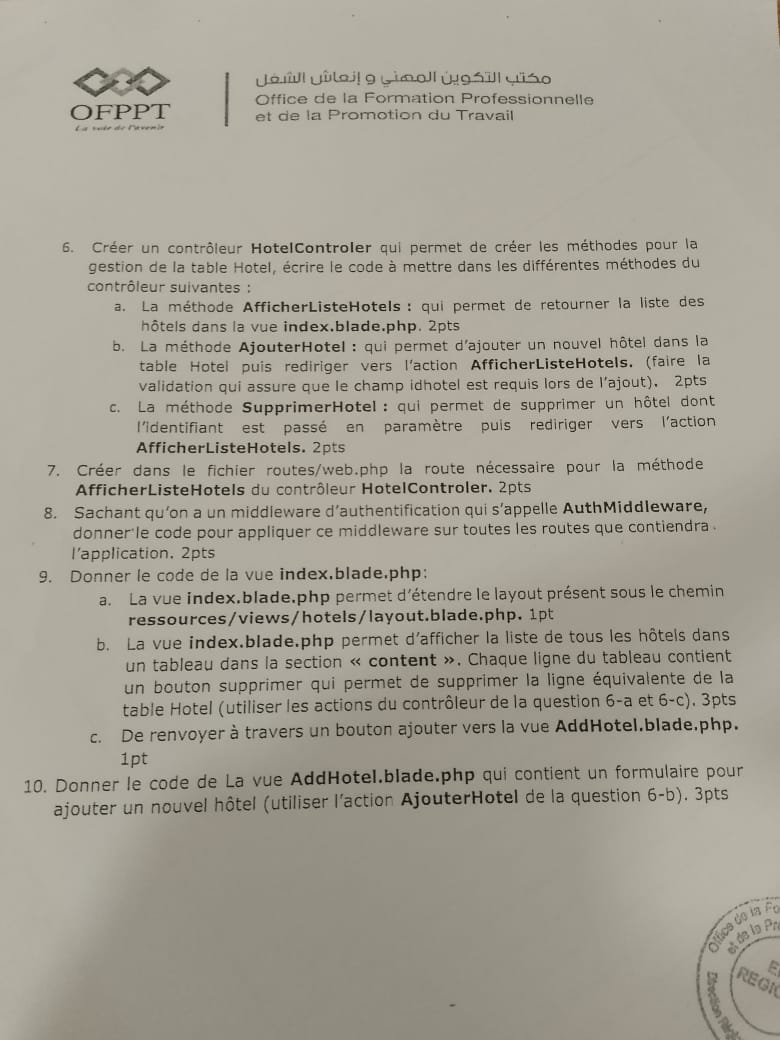 OFPPT
La voie de l'avenir
مكتب التكوين المهني و إنعاش الشغل
Office de la Formation Professionnelle
et de la Promotion du Travail
6. Créer un contrôleur HotelControler qui permet de créer les méthodes pour la
gestion de la table Hotel, écrire le code à mettre dans les différentes méthodes du
contrôleur suivantes :
a. La méthode AfficherListeHotels : qui permet de retourner la liste des
hôtels dans la vue index.blade.php. 2pts
b. La méthode AjouterHotel : qui permet d'ajouter un nouvel hôtel dans la
table Hotel puis rediriger vers l'action AfficherListeHotels. (faire la
validation qui assure que le champ idhotel est requis lors de l'ajout). 2pts
c. La méthode SupprimerHotel : qui permet de supprimer un hôtel dont
l'identifiant est passé en paramètre puis rediriger vers l'action
AfficherListeHotels. 2pts
7. Créer dans le fichier routes/web.php la route nécessaire pour la méthode
AfficherListeHotels du contrôleur HotelControler. 2pts
8. Sachant qu'on a un middleware d'authentification qui s'appelle AuthMiddleware,
donner le code pour appliquer ce middleware sur toutes les routes que contiendra
l'application. 2pts
9. Donner le code de la vue index.blade.php:
a. La vue index.blade.php permet d'étendre le layout présent sous le chemin
ressources/views/hotels/layout.blade.php. 1pt
b. La vue index.blade.php permet d'afficher la liste de tous les hôtels dans
un tableau dans la section « content ». Chaque ligne du tableau contient
un bouton supprimer qui permet de supprimer la ligne équivalente de la
table Hotel (utiliser les actions du contrôleur de la question 6-a et 6-c). 3pts
c. De renvoyer à travers un bouton ajouter vers la vue AddHotel.blade.php.
1pt
10. Donner le code de La vue AddHotel.blade.php qui contient un formulaire pour
ajouter un nouvel hôtel (utiliser l'action AjouterHotel de la question 6-b). 3pts
Office de la Fo
et de la Pr